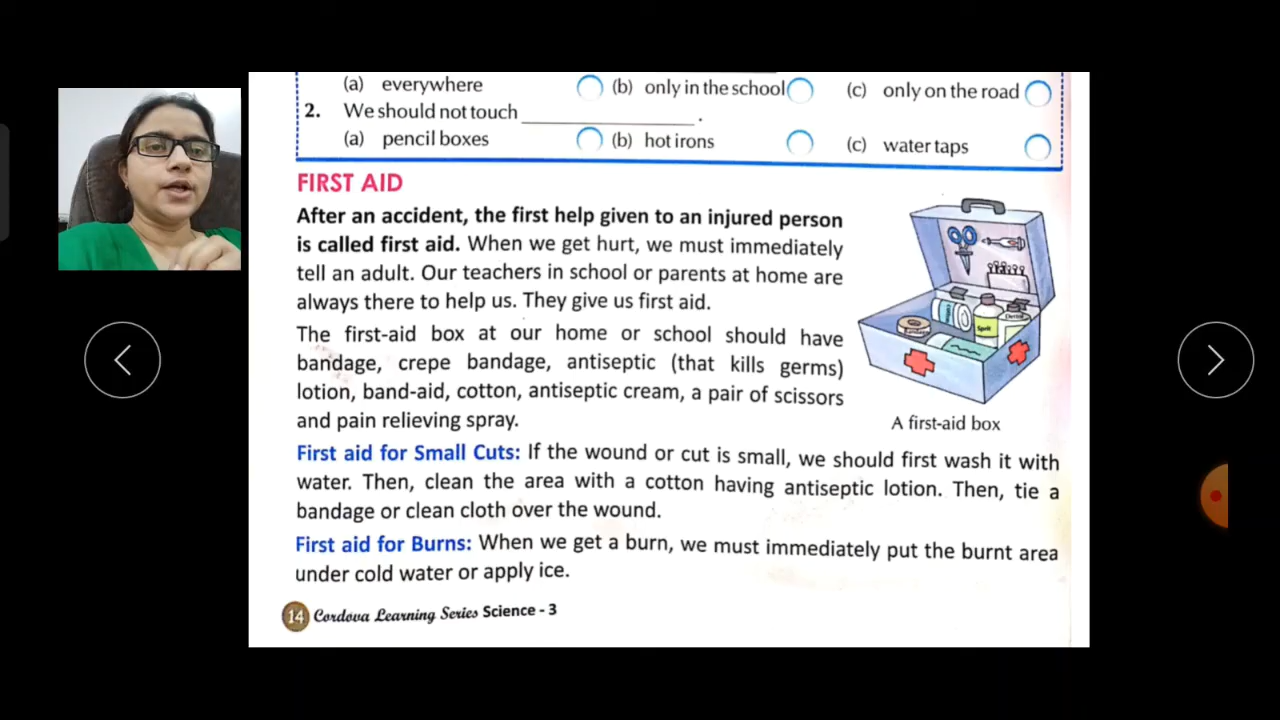 (a) everywhere (b) only in the school (c) only on the road
2. We should not touch ____________________ .
(a) pencil boxes (b) hot irons (c) water taps
FIRST AID
After an accident, the first help given to an injured person
is called first aid. When we get hurt, we must immediately
tell an adult. Our teachers in school or parents at home are
always there to help us. They give us first aid.
The first-aid box at our home or school should have
bandage, crepe bandage, antiseptic (that kills germs)
lotion, band-aid, cotton, antiseptic cream, a pair of scissors
and pain relieving spray.
A first-aid box
First aid for Small Cuts: If the wound or cut is small, we should first wash it with
water. Then, clean the area with a cotton having antiseptic lotion. Then, tie a
bandage or clean cloth over the wound.
First aid for Burns: When we get a burn, we must immediately put the burnt area
under cold water or apply ice.
14 Cordova Learning Series Science - 3